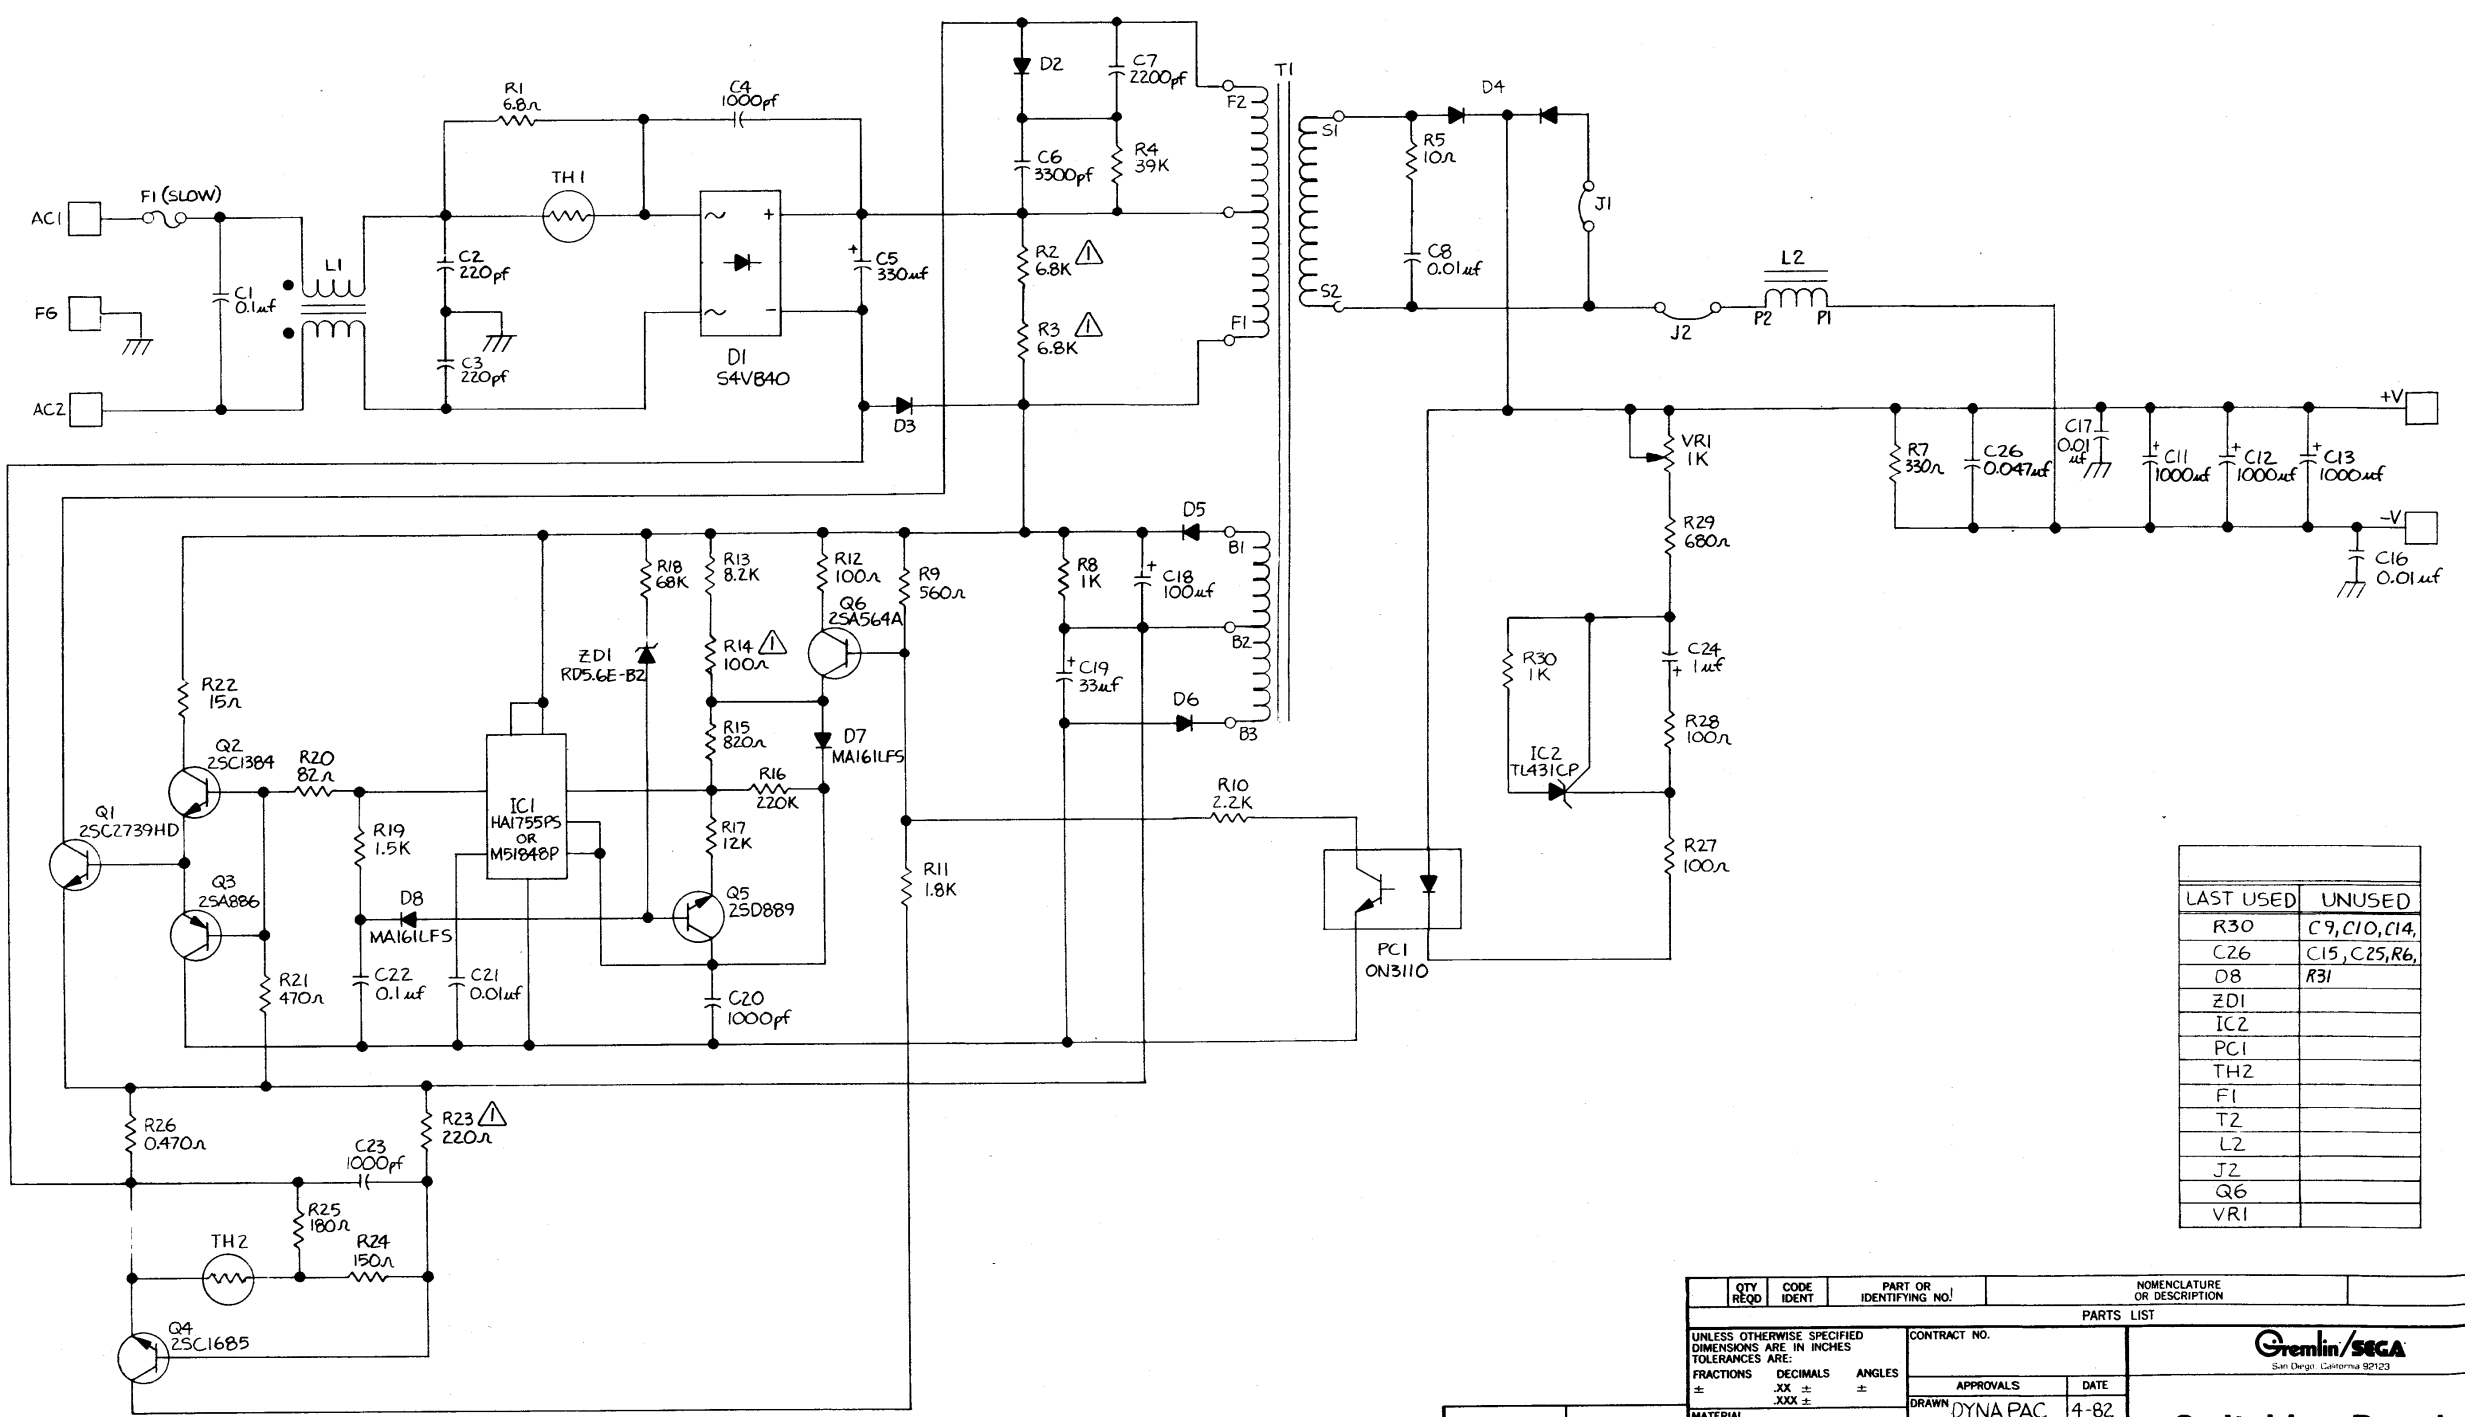 R1
6.8Ω
C4
1000pf
D2
C7
2200pf
T1
F2
S1
D4
R5
10Ω
C6
3300pf
R4
39K
TH1
F1 (SLOW)
AC1
~
+
J1
L1
C2
220pf
C1
0.1uf
+
C5
330uf
R2
6.8K
1
C8
0.01uf
L2
S2
FG
~
-
F1
R3
6.8K
1
J2
P2
P1
C3
220pf
D1
S4VB40
AC2
D3
+V
VR1
1K
R7
330Ω
C26
0.047uf
C17
0.01
uf
+
C11
1000uf
+
C12
1000uf
+
C13
1000uf
D5
B1
-V
R29
680Ω
C16
0.01uf
R18
68K
R13
8.2K
R12
100Ω
R9
560Ω
R8
1K
+
C18
100uf
Q6
2SA564A
B2
ZD1
RD5.6E-B2
R14
100Ω
1
+
C19
33uf
R30
1K
C24
1uf
+
R22
15Ω
D6
B3
R15
820Ω
D7
MA161LFS
R28
100Ω
Q2
2SC1384
R20
82Ω
R16
220K
IC2
TL431CP
R10
2.2K
Q1
2SC2739HD
IC1
HA1755PS
OR
M51848P
R19
1.5K
R17
12K
R27
100Ω
R11
1.8K
Q3
2SA886
D8
MA161LFS
Q5
2SD889
PC1
ON3110
R21
470Ω
C22
0.1uf
C21
0.01uf
C20
1000pf
LAST USED UNUSED
R30 C9,C10,C14,
C26 C15,C25,R6,
D8 R31
ZD1
IC2
PC1
TH2
F1
T2
L2
J2
Q6
VR1
R26
0.470Ω
R23
220Ω
1
C23
1000pf
R25
180Ω
TH2
R24
150Ω
Q4
2SC1685
QTY
REQD
CODE
IDENT
PART OR
IDENTIFYING NO.
NOMENCLATURE
OR DESCRIPTION
PARTS LIST
UNLESS OTHERWISE SPECIFIED
DIMENSIONS ARE IN INCHES
TOLERANCES ARE:
FRACTIONS DECIMALS ANGLES
± .XX ± ±
.XXX ±
MATERIAL
CONTRACT NO.
APPROVALS DATE
DRAWN DYNA PAC 4-82
Gremlin/SEGA
San Diego, California 92123